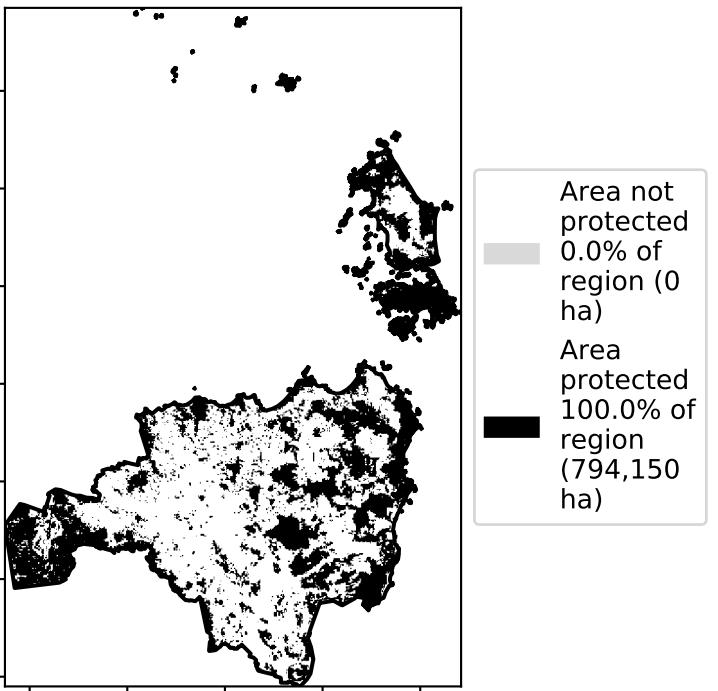 Area not
protected
0.0% of
region (0
ha)
Area
protected
100.0% of
region
(794,150
ha)